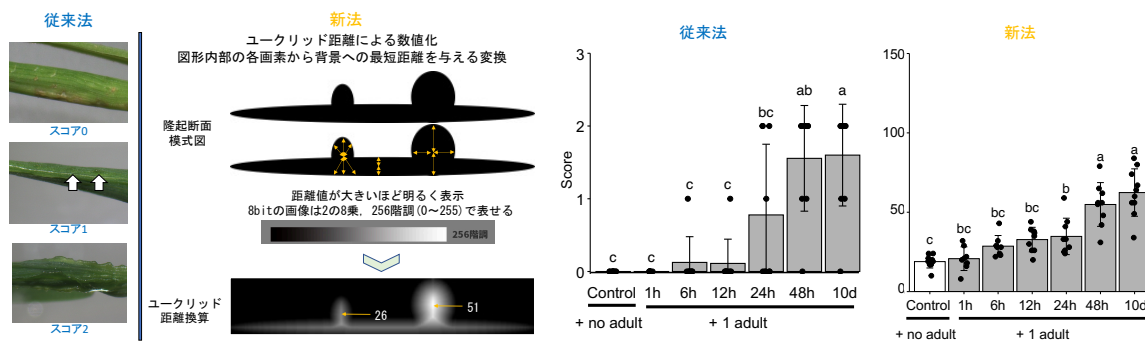 従来法
スコア0
スコア1
スコア2
新法
ユークリッド距離による数値化
図形内部の各画素から背景への最短距離を与える変換
隆起断面
模式図
距離値が大きいほど明るく表示
8bitの画像は2の8乗，256階調(0～255)で表せる
256階調
ユークリッド
距離換算
26
51
従来法
Score
3
2
1
0
c
c
c
c
bc
ab
a
Control
1h
6h
12h
24h
48h
10d
+ no adult
+ 1 adult
新法
150
100
50
0
c
bc
bc
bc
b
a
a
Control
1h
6h
12h
24h
48h
10d
+ no adult
+ 1 adult